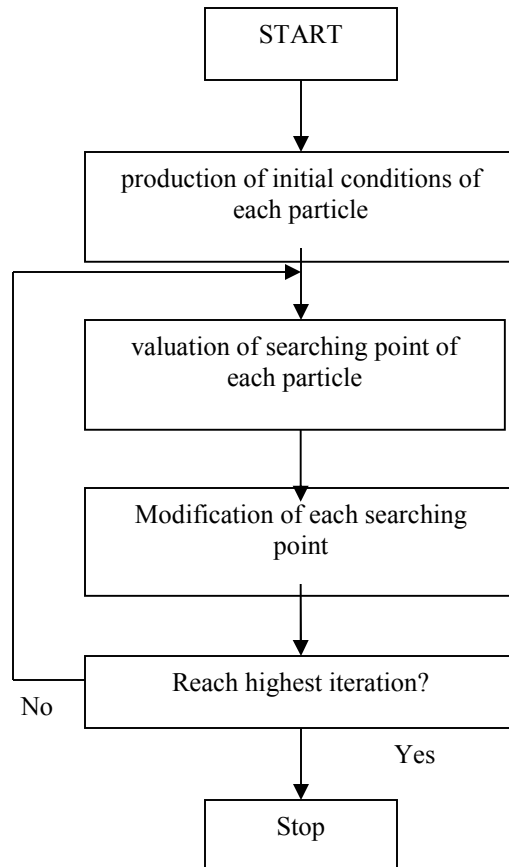 START
production of initial conditions of
each particle
valuation of searching point of
each particle
Modification of each searching
point
Reach highest iteration?
No
Yes
Stop